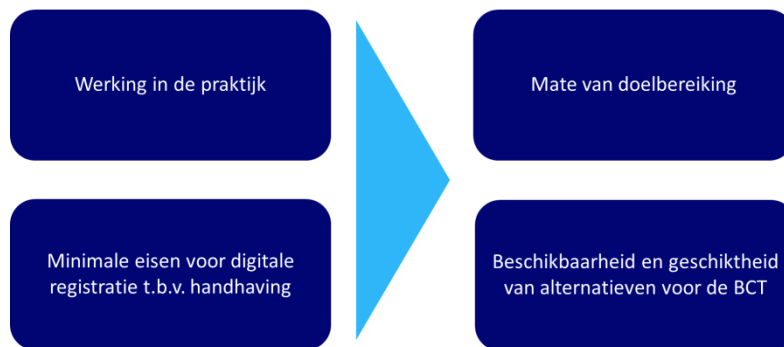 Werking in de praktijk
Mate van doelbereiking
Minimale eisen voor digitale
registratie t.b.v. handhaving
Beschikbaarheid en geschiktheid
van alternatieven voor de BCT